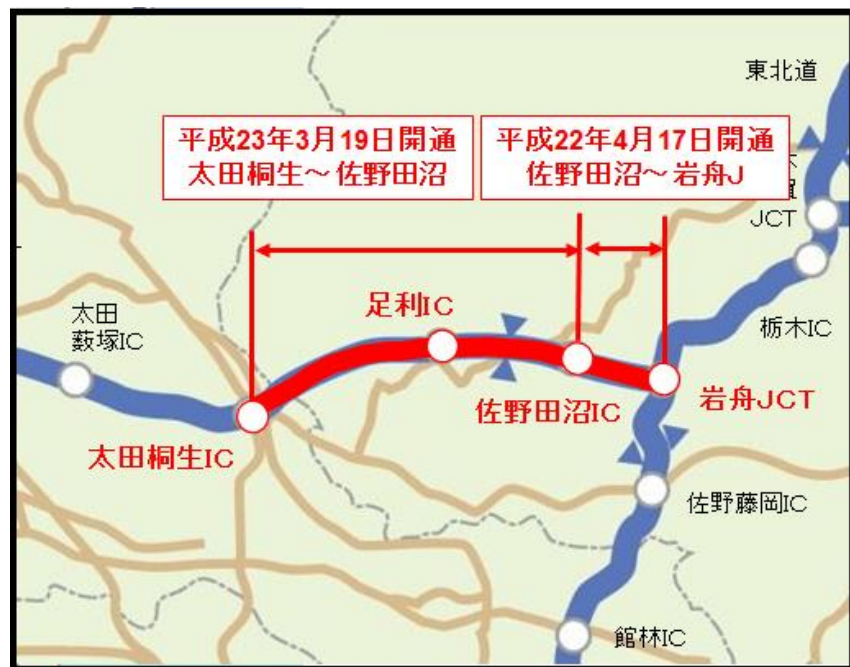 東北道
平成23年3月19日開通
太田桐生～佐野田沼
平成22年4月17日開通
佐野田沼～岩舟J
賀
JCT
足利IC
太田
藪塚IC
栃木IC
佐野田沼IC
岩舟JCT
太田桐生IC
佐野藤岡IC
館林IC